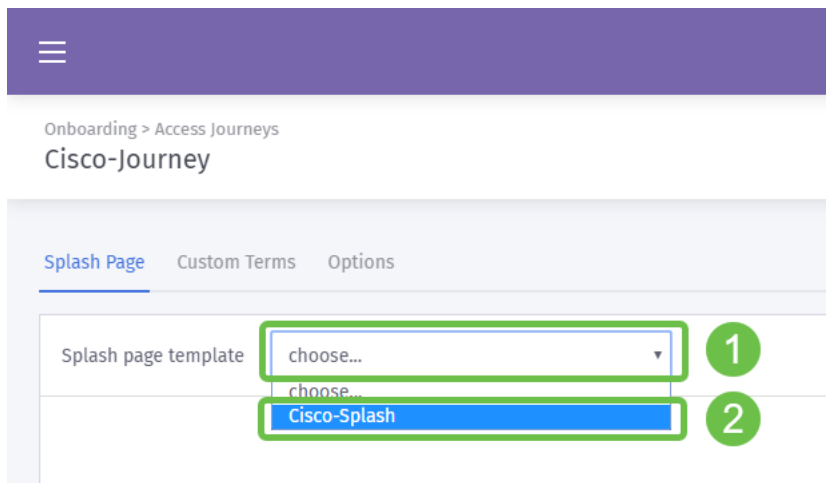 Onboarding > Access Journeys
Cisco-Journey
Splash Page Custom Terms Options
Splash page template choose... 1
choose...
Cisco-Splash 2